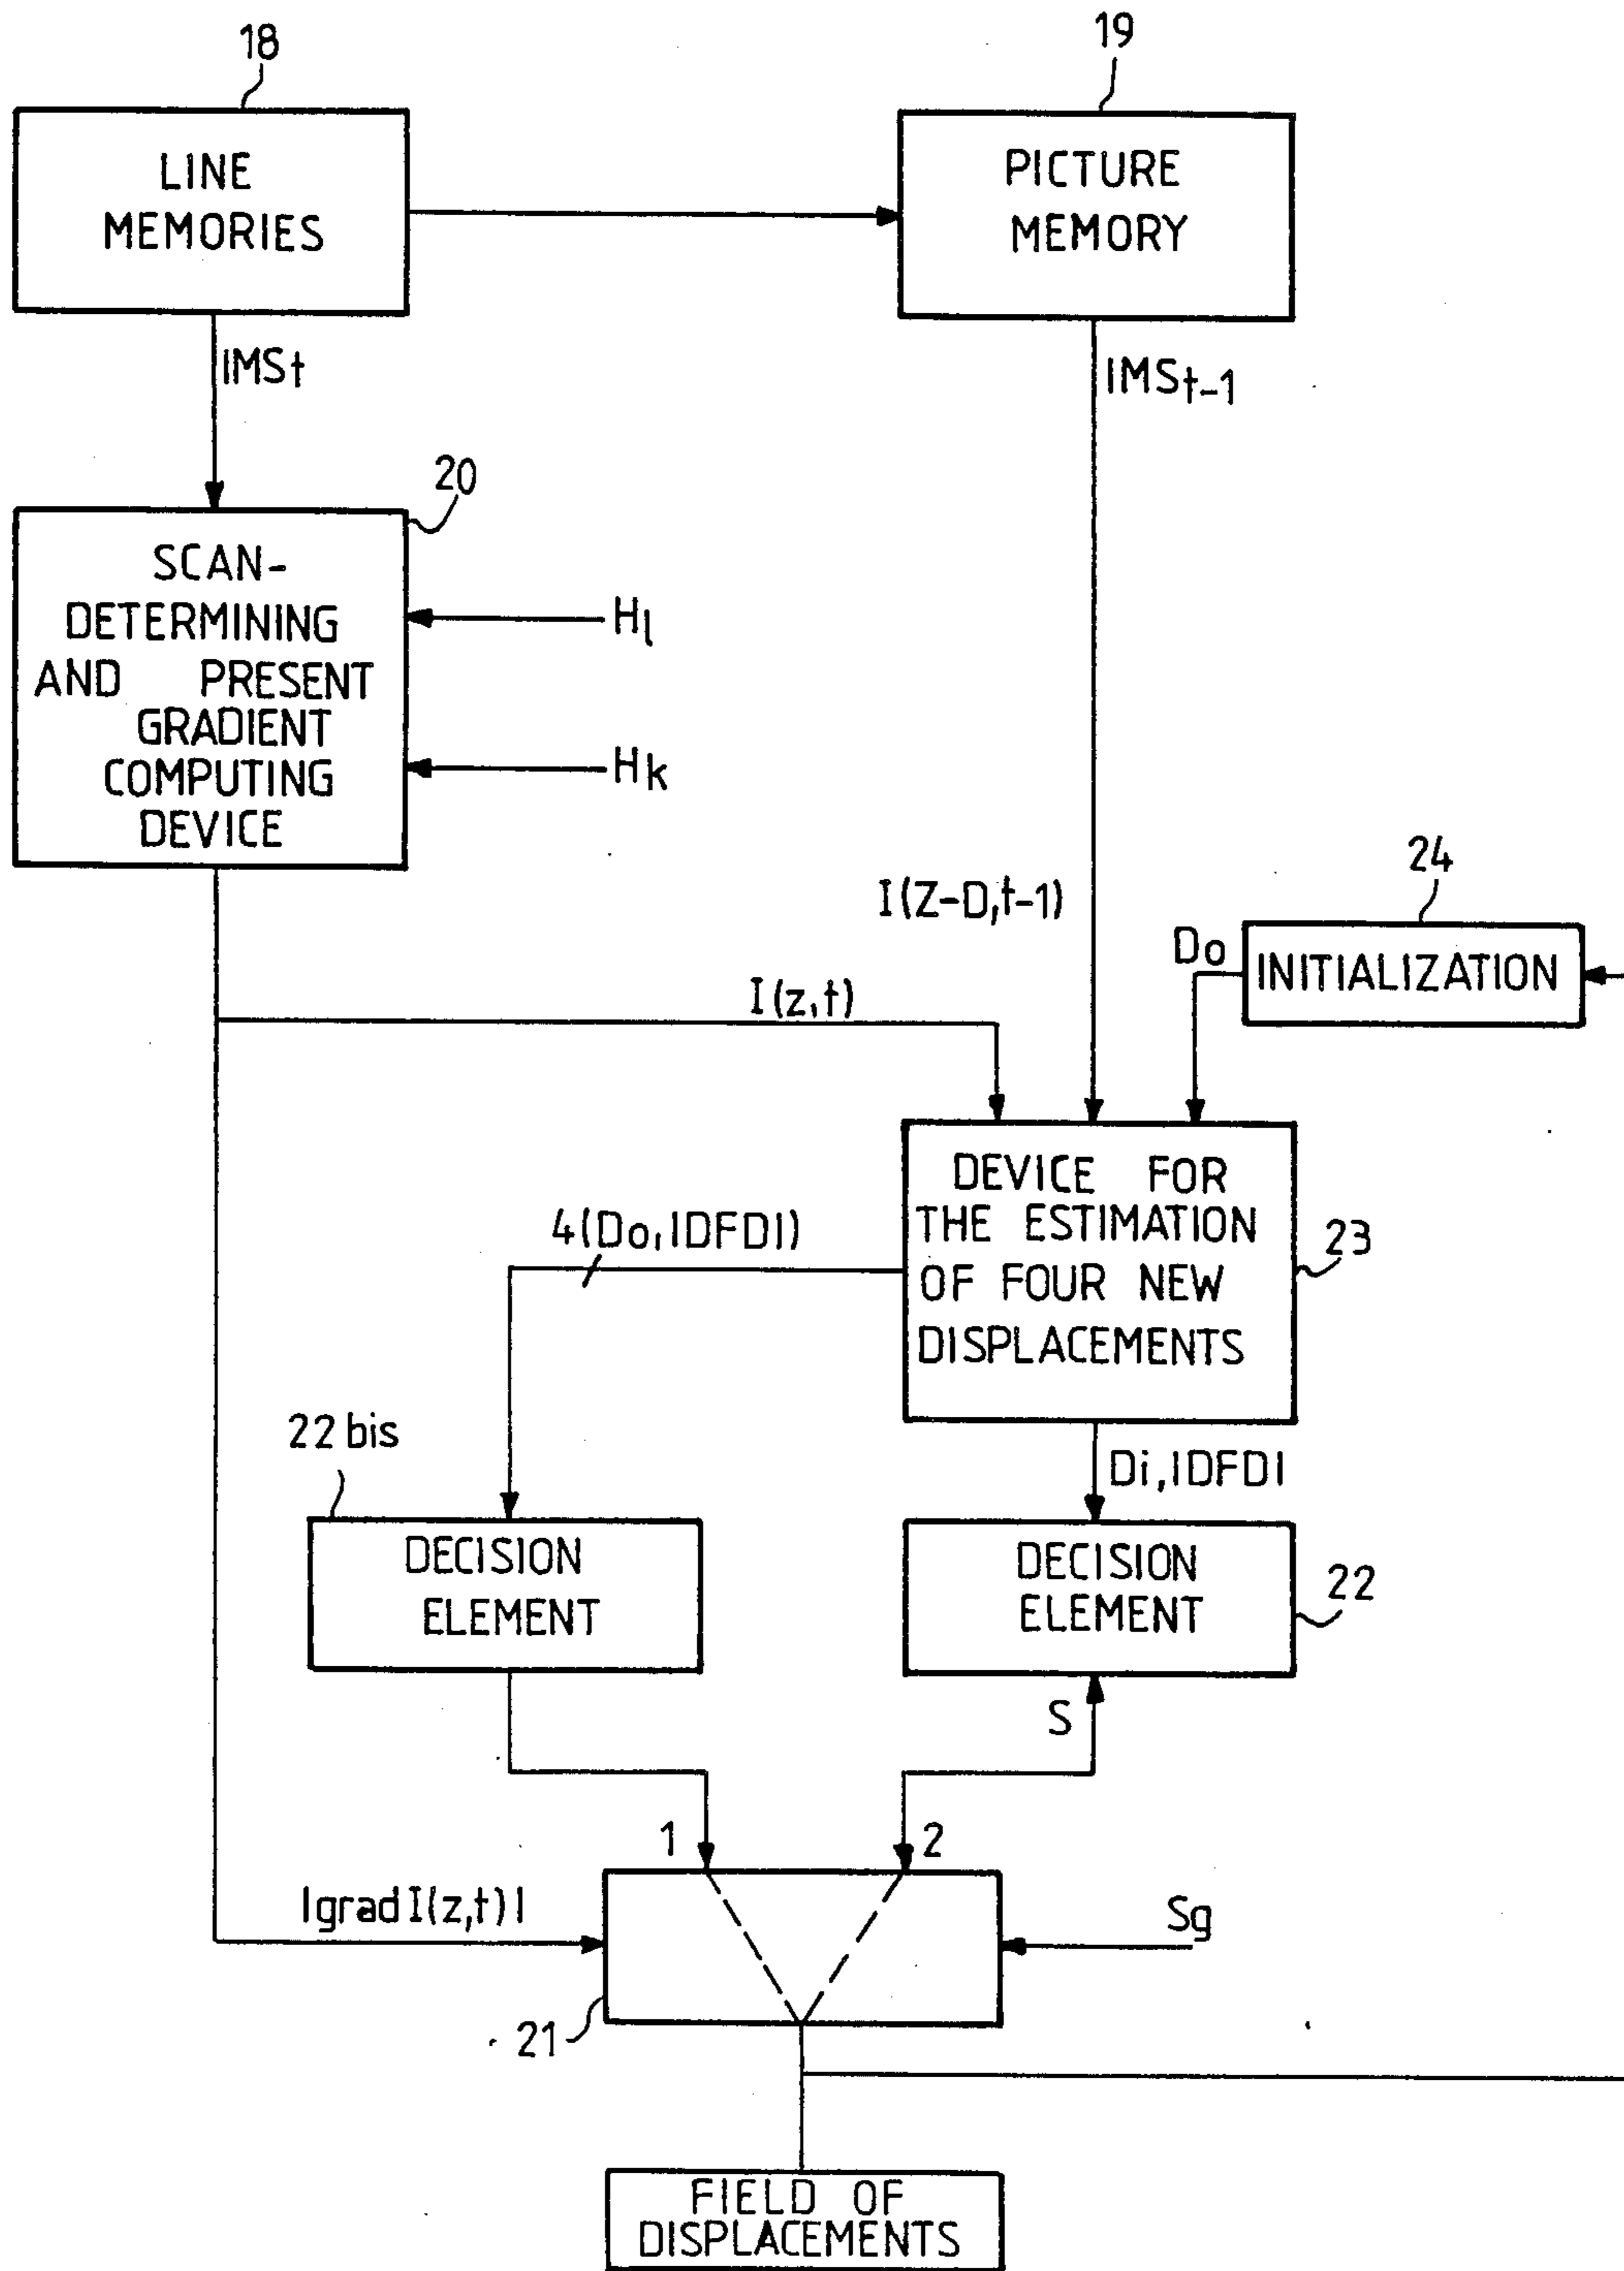 18
19
LINE
MEMORIES
PICTURE
MEMORY
IMSt
IMSt-1
20
SCAN-
DETERMINING
AND PRESENT
GRADIENT
COMPUTING
DEVICE
Hl
Hk
I(Z-D,t-1)
24
Do
INITIALIZATION
I(z,t)
DEVICE FOR
THE ESTIMATION
OF FOUR NEW
DISPLACEMENTS
23
4(Do,IDFDI)
22 bis
Di,IDFDI
DECISION
ELEMENT
DECISION
ELEMENT
22
S
1
2
|grad I(z,t)|
Sg
21
FIELD OF
DISPLACEMENTS